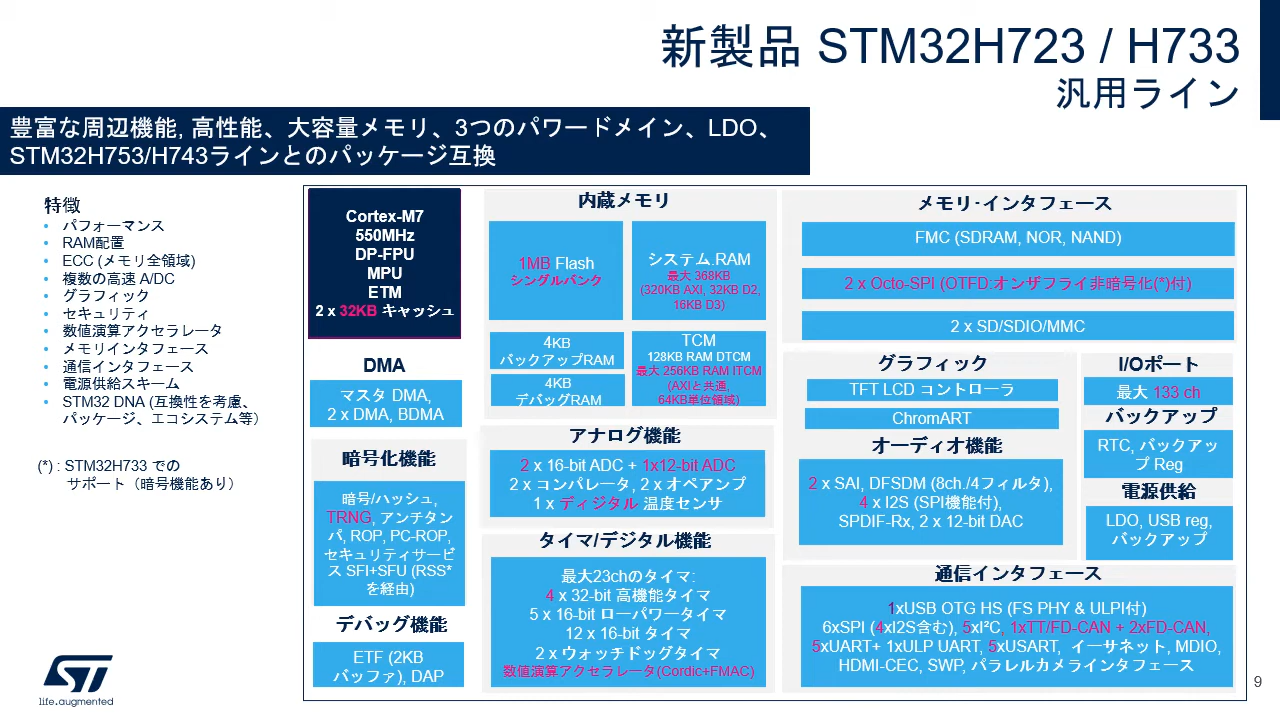 新製品 STM32H723 / H733
汎用ライン
豊富な周辺機能, 高性能、大容量メモリ、3つのパワードメイン、LDO、
STM32H753/H743ラインとのパッケージ互換
特徴
• パフォーマンス
• RAM配置
• ECC (メモリ全領域)
• 複数の高速 A/DC
• グラフィック
• セキュリティ
• 数値演算アクセラレータ
• メモリインタフェース
• 通信インタフェース
• 電源供給スキーム
• STM32 DNA (互換性を考慮、
パッケージ、エコシステム等）
(*) : STM32H733 での
サポート（暗号機能あり）
Cortex-M7
550MHz
DP-FPU
MPU
ETM
2 x 32KB キャッシュ
DMA
マスタ DMA,
2 x DMA, BDMA
暗号化機能
暗号/ハッシュ,
TRNG, アンチタン
パ, ROP, PC-ROP,
セキュリティサービ
ス SFI+SFU (RSS*
を経由)
デバッグ機能
ETF (2KB
バッファ), DAP
内蔵メモリ
1MB Flash
シングルバンク
システム.RAM
最大 368KB
(320KB AXI, 32KB D2,
16KB D3)
4KB
バックアップRAM
4KB
デバグRAM
TCM
128KB RAM DTCM
最大 256KB RAM ITCM
(AXIと共通,
64KB単位領域)
アナログ機能
2 x 16-bit ADC + 1x12-bit ADC
2 x コンパレータ, 2 x オペアンプ
1 x ディジタル 温度センサ
タイマ/デジタル機能
最大23chのタイマ:
4 x 32-bit 高機能タイマ
5 x 16-bit ローパワータイマ
12 x 16-bit タイマ
2 x ウォッチドッグタイマ
数値演算アクセラレータ(Cordic+FMAC)
メモリ･インタフェース
FMC (SDRAM, NOR, NAND)
2 x Octo-SPI (OTFD:オンザフライ非暗号化(*)付)
2 x SD/SDIO/MMC
グラフィック
TFT LCD コントローラ
ChromART
オーディオ機能
2 x SAI, DFSDM (8ch./4フィルタ),
4 x I2S (SPI機能付),
SPDIF-Rx, 2 x 12-bit DAC
I/Oポート
最大 133 ch
バックアップ
RTC, バックアッ
プ Reg
電源供給
LDO, USB reg,
バックアップ
通信インタフェース
1xUSB OTG HS (FS PHY & ULPI付)
6xSPI (4xI2S含む), 5xI²C, 1xTT/FD-CAN + 2xFD-CAN,
5xUART+ 1xULP UART, 5xUSART, イーサネット, MDIO,
HDMI-CEC, SWP, パラレルカメラインタフェース
ST
life.augmented
9